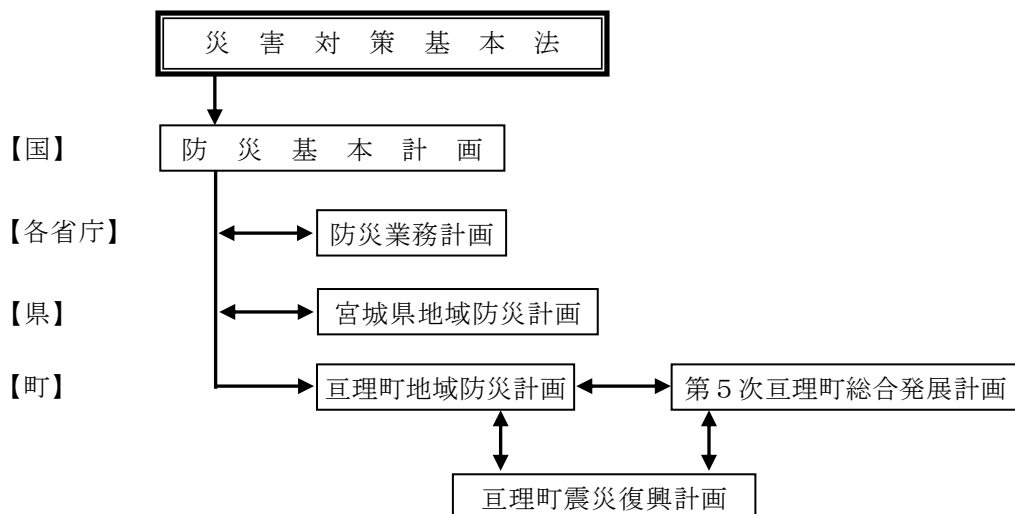 災 害 対 策 基 本 法
【国】 防 災 基 本 計 画
【各省庁】 防災業務計画
【県】 宮城県地域防災計画
【町】 亘理町地域防災計画 第５次亘理町総合発展計画
亘理町震災復興計画